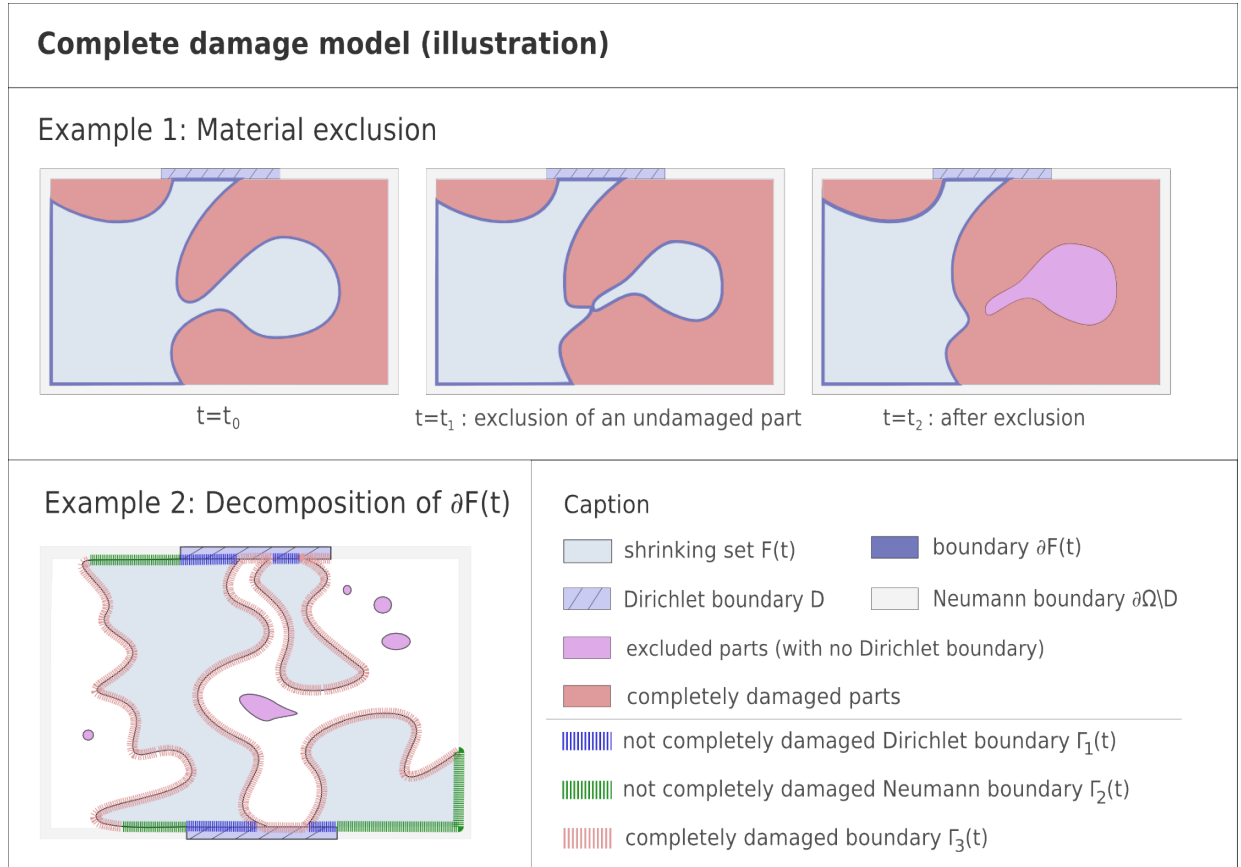 Complete damage model (illustration)
Example 1: Material exclusion
t=t₀
t=t₁ : exclusion of an undamaged part
t=t₂ : after exclusion
Example 2: Decomposition of ∂F(t)
Caption
shrinking set F(t)
boundary ∂F(t)
Dirichlet boundary D
Neumann boundary ∂Ω\D
excluded parts (with no Dirichlet boundary)
completely damaged parts
not completely damaged Dirichlet boundary Γ₁(t)
not completely damaged Neumann boundary Γ₂(t)
completely damaged boundary Γ₃(t)